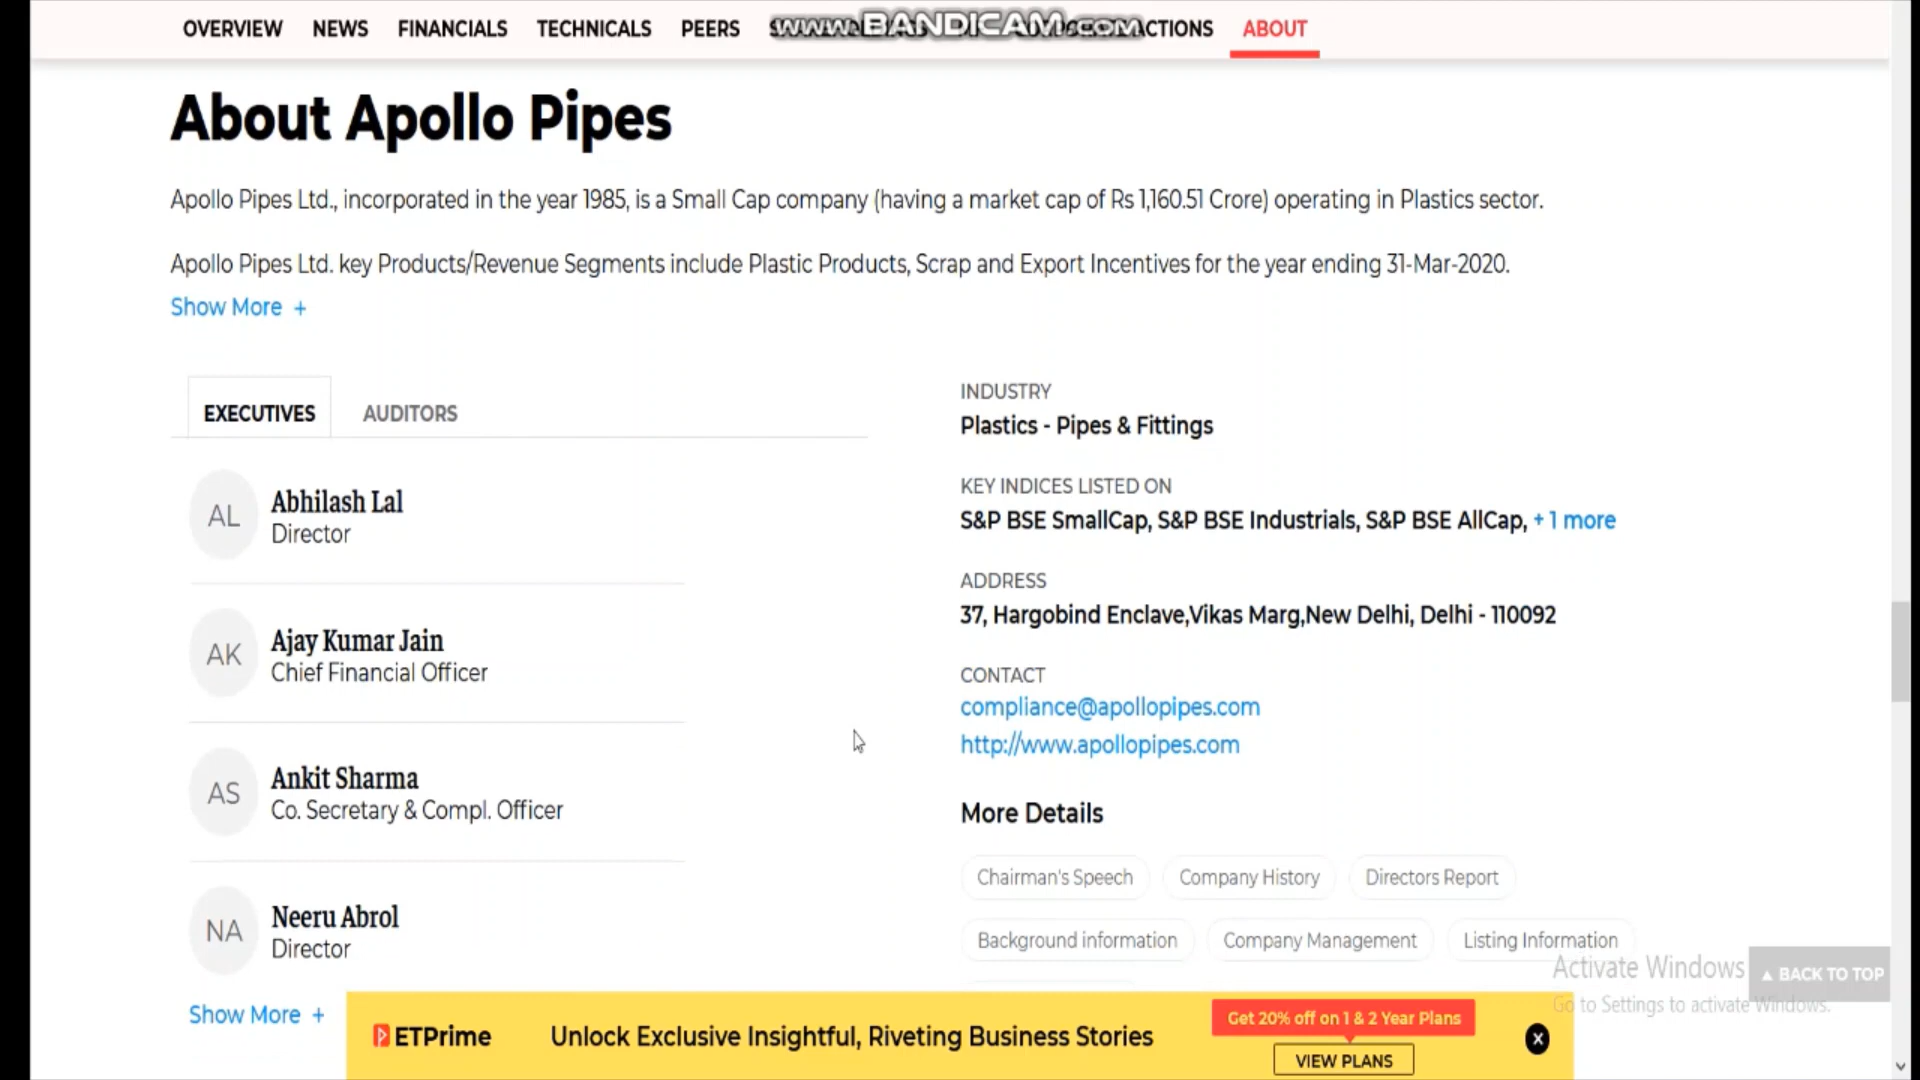 OVERVIEW NEWS FINANCIALS TECHNICALS PEERS ACTIONS ABOUT
www.BANDICAM.com
About Apollo Pipes
Apollo Pipes Ltd., incorporated in the year 1985, is a Small Cap company (having a market cap of Rs 1,160.51 Crore) operating in Plastics sector.
Apollo Pipes Ltd. key Products/Revenue Segments include Plastic Products, Scrap and Export Incentives for the year ending 31-Mar-2020.
Show More +
EXECUTIVES AUDITORS
AL Abhilash Lal
Director
AK Ajay Kumar Jain
Chief Financial Officer
AS Ankit Sharma
Co. Secretary & Compl. Officer
NA Neeru Abrol
Director
Show More +
INDUSTRY
Plastics - Pipes & Fittings
KEY INDICES LISTED ON
S&P BSE SmallCap, S&P BSE Industrials, S&P BSE AllCap, + 1 more
ADDRESS
37, Hargobind Enclave,Vikas Marg,New Delhi, Delhi - 110092
CONTACT
compliance@apollopipes.com
http://www.apollopipes.com
More Details
Chairman's Speech Company History Directors Report
Background information Company Management Listing Information
Activate Windows
Go to Settings to activate Windows.
▲ BACK TO TOP
ETPrime Unlock Exclusive Insightful, Riveting Business Stories
Get 20% off on 1 & 2 Year Plans
VIEW PLANS